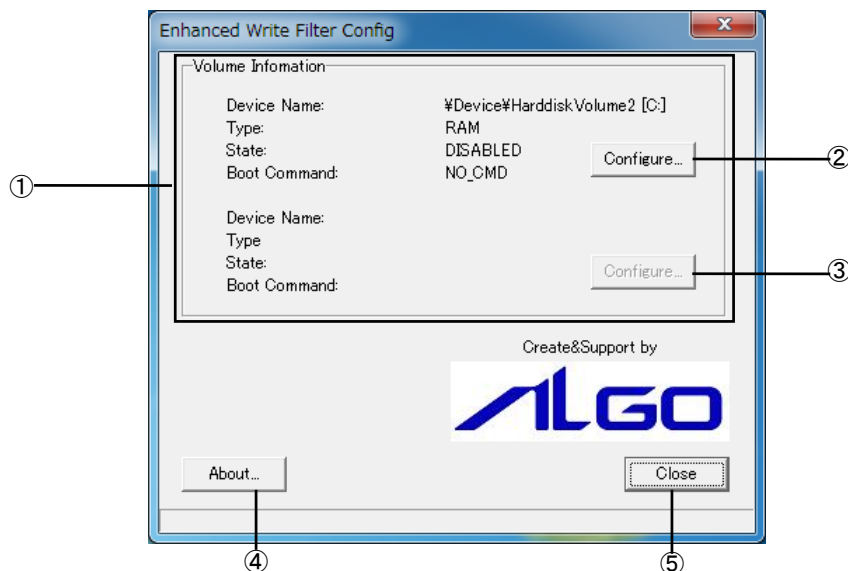 Enhanced Write Filter Config
Volume Infomation
Device Name: ¥Device¥HarddiskVolume2 [C:]
Type: RAM
State: DISABLED
Configure...
②
Boot Command: NO_CMD
①
Device Name:
Type
State:
Configure...
③
Boot Command:
Create&Support by
ALGO
About...
Close
④
⑤